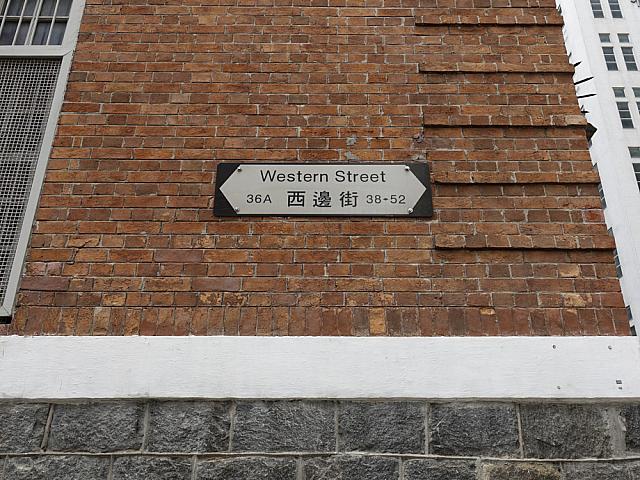 Western Street
36A 西邊街 38-52